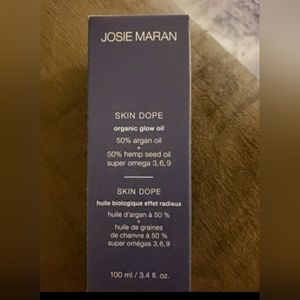 JOSIE MARAN
SKIN DOPE
organic glow oil
50% argan oil
+
50% hemp seed oil
super omega 3,6,9
SKIN DOPE
huile biologique effet radieux
huile d'argan à 50 %
+
huile de graines
de chanvre à 50 %
super omégas 3,6,9
100 ml / 3.4 fl. oz.